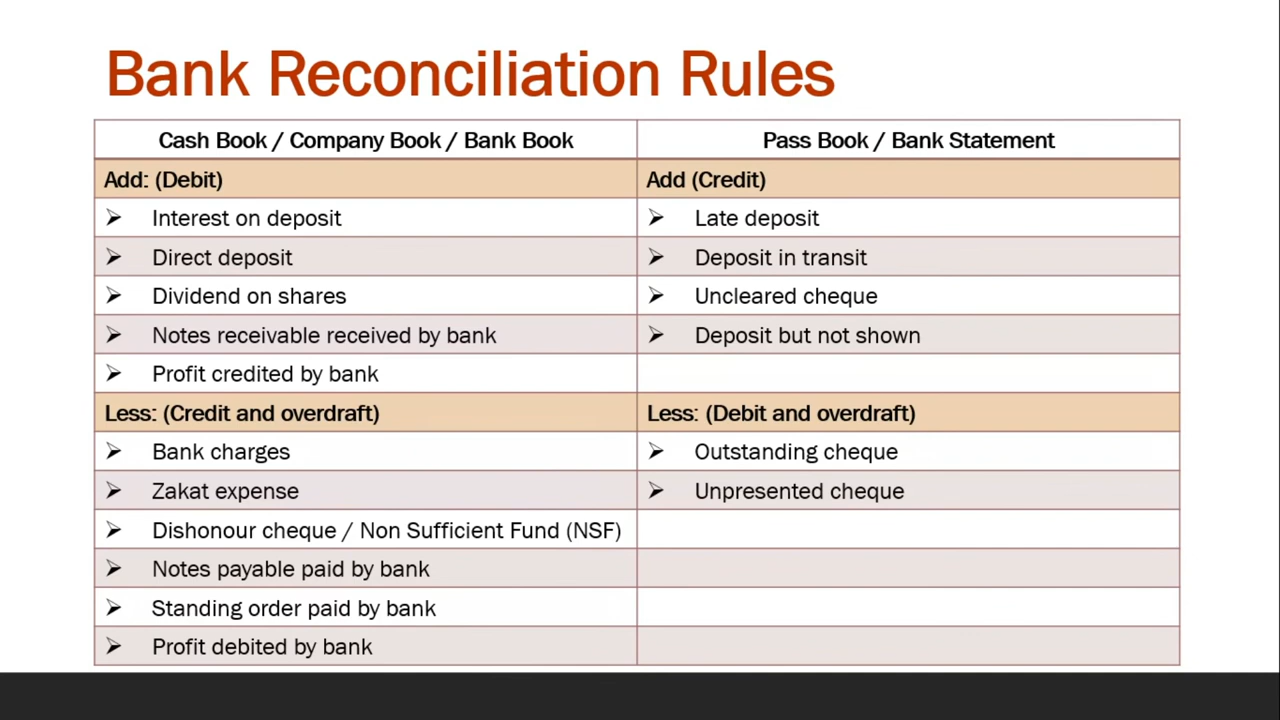 Bank Reconciliation Rules
Cash Book / Company Book / Bank Book
Pass Book / Bank Statement
Add: (Debit)
Add (Credit)
Interest on deposit
Late deposit
Direct deposit
Deposit in transit
Dividend on shares
Uncleared cheque
Notes receivable received by bank
Deposit but not shown
Profit credited by bank
Less: (Credit and overdraft)
Less: (Debit and overdraft)
Bank charges
Outstanding cheque
Zakat expense
Unpresented cheque
Dishonour cheque / Non Sufficient Fund (NSF)
Notes payable paid by bank
Standing order paid by bank
Profit debited by bank